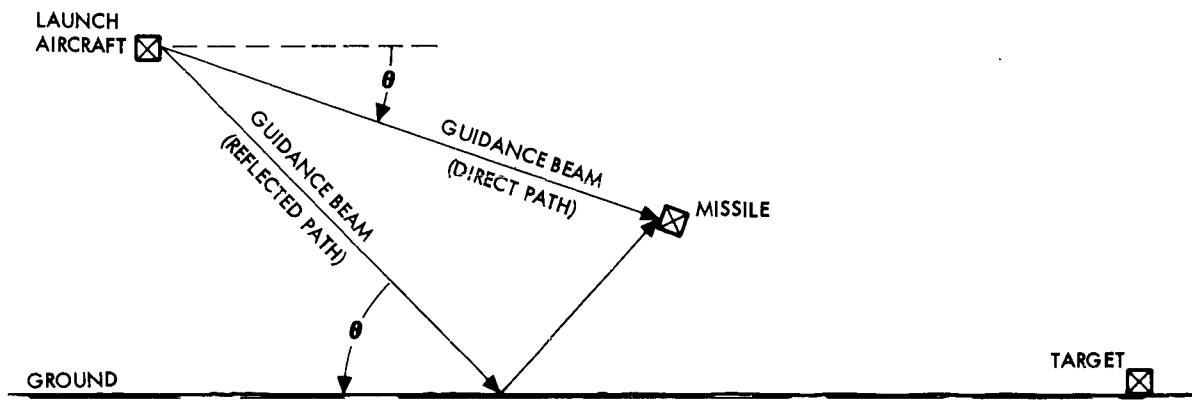 LAUNCH
AIRCRAFT
θ
GUIDANCE BEAM
(DIRECT PATH)
GUIDANCE BEAM
(REFLECTED PATH)
MISSILE
θ
TARGET
GROUND